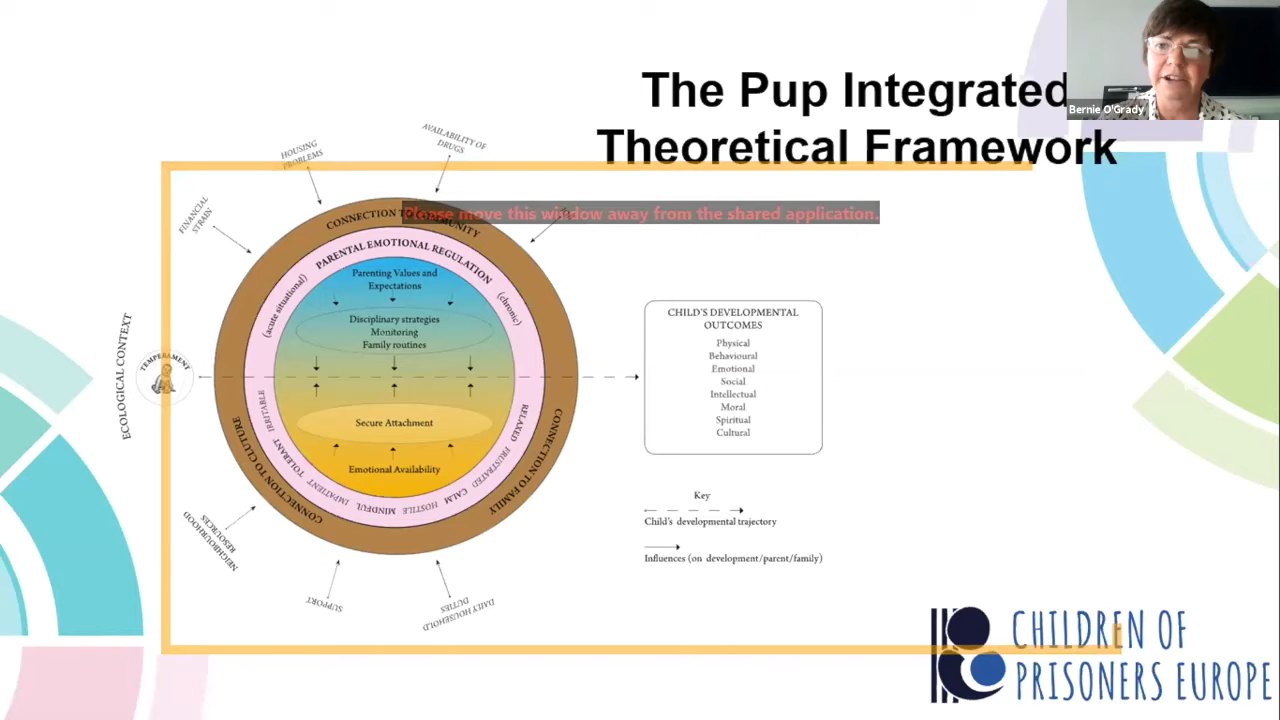 The Pup Integrated
Theoretical Framework
Bernie O'Grady
Please move this window away from the shared application.
HOUSING
PROBLEMS
AVAILABILITY OF
DRUGS
FINANCIAL
STRAIN
ECOLOGICAL CONTEXT
TEMPERAMENT
NEIGHBOURHOOD
RESOURCES
SUPPORT
DAILY HOUSEHOLD
DUTIES
CONNECTION TO COMMUNITY
CONNECTION TO CLUTURE
CONNECTION TO FAMILY
PARENTAL EMOTIONAL REGULATION
(acute situational)
(chronic)
IRRITABLE TOLERANT IMPATIENT MINDFUL HOSTILE CALM FRUSTRATED RELAXED
Parenting Values and
Expectations
Disciplinary strategies
Monitoring
Family routines
Secure Attachment
Emotional Availability
CHILD'S DEVELOPMENTAL
OUTCOMES
Physical
Behavioural
Emotional
Social
Intellectual
Moral
Spiritual
Cultural
Key
Child's developmental trajectory
Influences (on development/parent/family)
CHILDREN OF
PRISONERS EUROPE